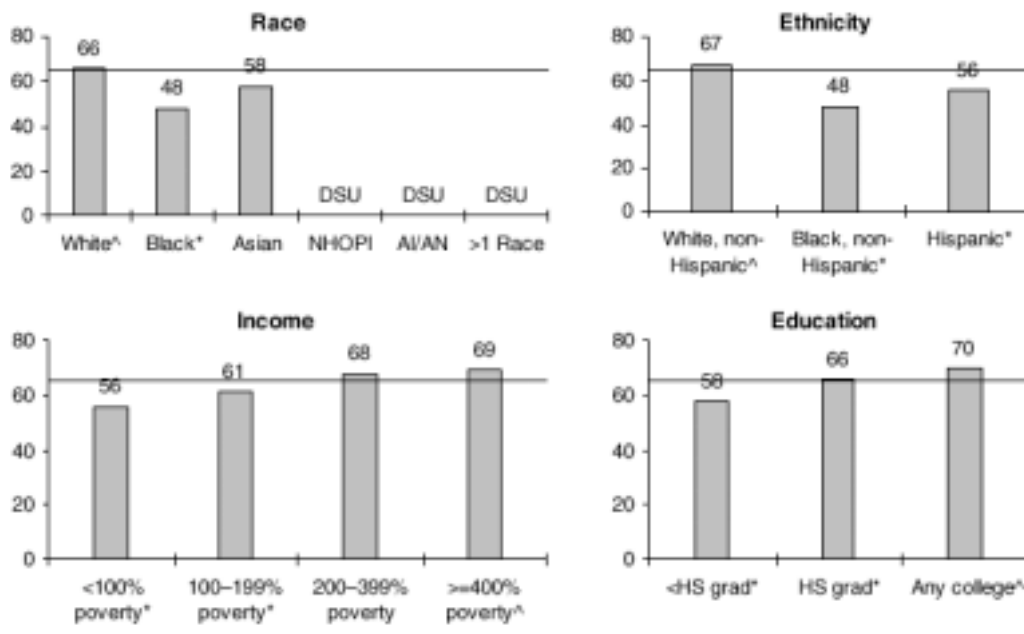 Race
80
60
40
20
0
66
48
58
DSU
DSU
DSU
White^
Black*
Asian
NHOPI
AI/AN
>1 Race
Ethnicity
80
60
40
20
0
67
48
56
White, non-
Hispanic^
Black, non-
Hispanic*
Hispanic*
Income
80
60
40
20
0
56
61
68
69
<100%
poverty*
100–199%
poverty*
200–399%
poverty
>=400%
poverty^
Education
80
60
40
20
0
58
66
70
<HS grad*
HS grad*
Any college^